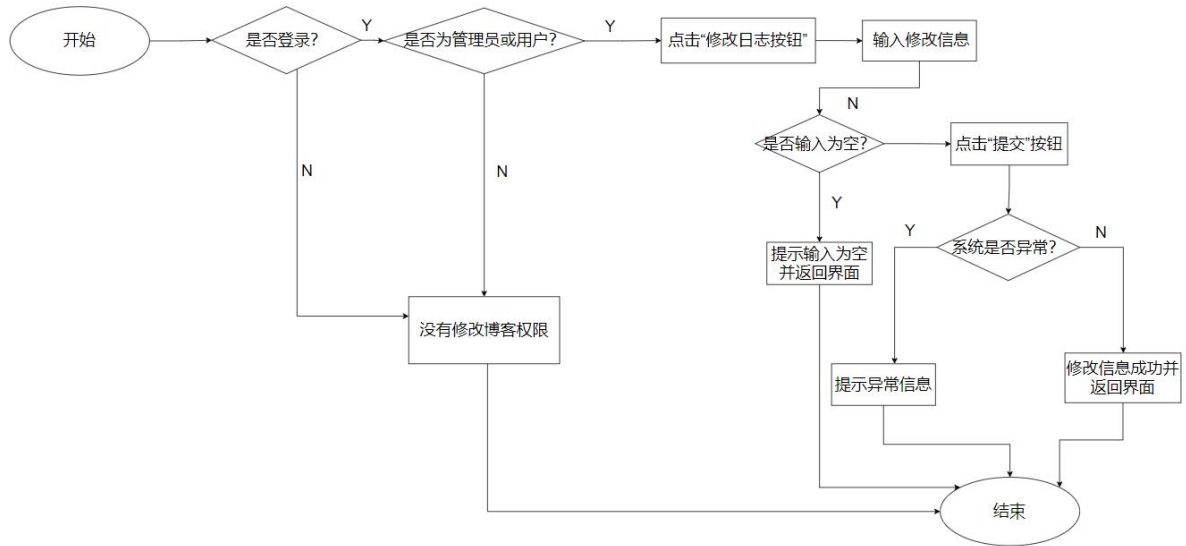 开始
是否登录?
Y
是否为管理员或用户?
Y
点击“修改日志按钮”
输入修改信息
N
是否输入为空?
点击“提交”按钮
N
N
Y
Y
系统是否异常?
N
提示输入为空
并返回界面
没有修改博客权限
提示异常信息
修改信息成功并
返回界面
结束